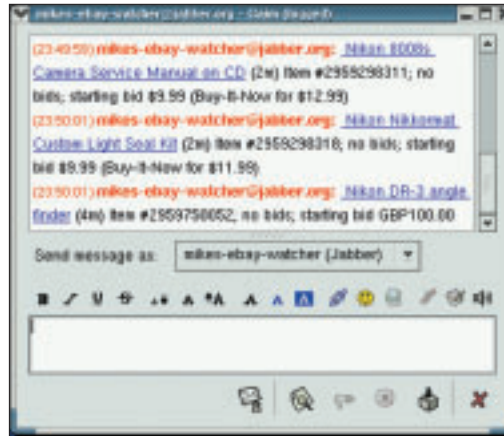 mikes-ebay-watcher@jabber.org - Gaim (logged)
(23:49:59) mikes-ebay-watcher@jabber.org: Nikon 8008s
Camera Service Manual on CD (2m) Item #2959298311; no
bids; starting bid $9.99 (Buy-It-Now for $12.99)
(23:50:01) mikes-ebay-watcher@jabber.org: Nikon Nikkormat
Custom Light Seal Kit (2m) Item #2959298318; no bids; starting
bid $9.99 (Buy-It-Now for $11.99)
(23:50:01) mikes-ebay-watcher@jabber.org: Nikon DR-3 angle
finder (4m) Item #2959750052, no bids; starting bid GBP100.00
Send message as: mikes-ebay-watcher (Jabber)